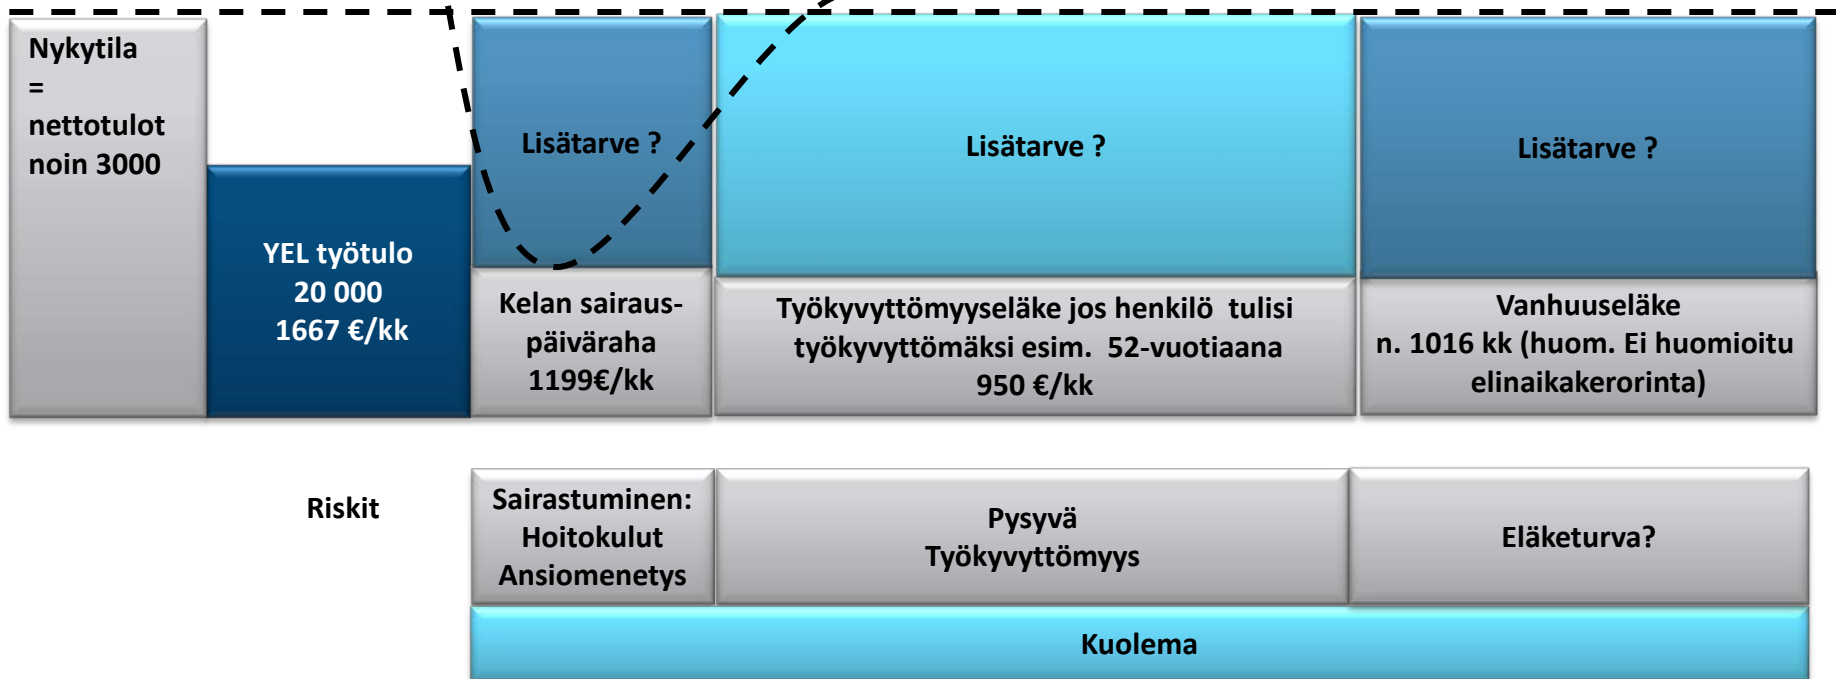 Nykytila
=
nettotulot
noin 3000
YEL työtulo
20 000
1667 €/kk
Lisätarve ?
Kelan sairaus-
päiväraha
1199€/kk
Lisätarve ?
Työkyvyttömyyseläke jos henkilö tulisi
työkyvyttömäksi esim. 52-vuotiaana
950 €/kk
Lisätarve ?
Vanhuuseläke
n. 1016 kk (huom. Ei huomioitu
elinaikakerorinta)
Riskit
Sairastuminen:
Hoitokulut
Ansiomenetys
Pysyvä
Työkyvyttömyys
Eläketurva?
Kuolema